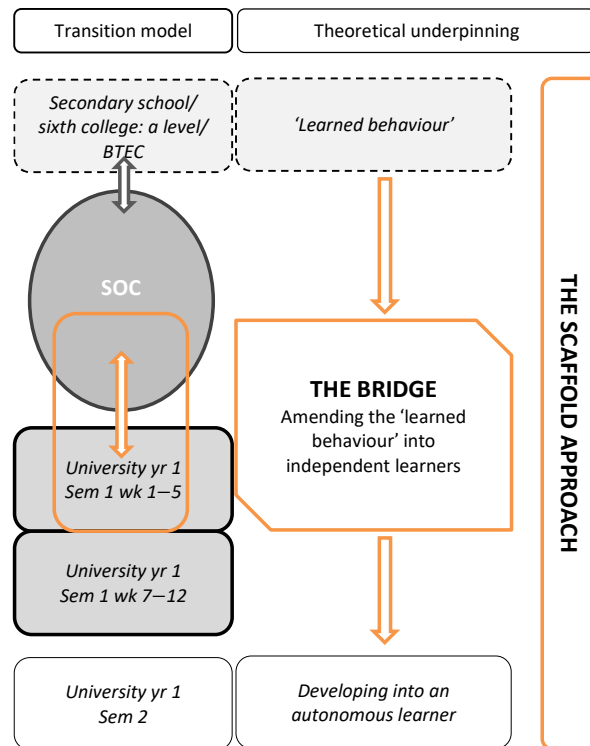 Transition model
Theoretical underpinning
Secondary school/
sixth college: a level/
BTEC
‘Learned behaviour’
SOC
THE BRIDGE
Amending the ‘learned
behaviour’ into
independent learners
University yr 1
Sem 1 wk 1–5
University yr 1
Sem 1 wk 7–12
University yr 1
Sem 2
Developing into an
autonomous learner
THE SCAFFOLD APPROACH